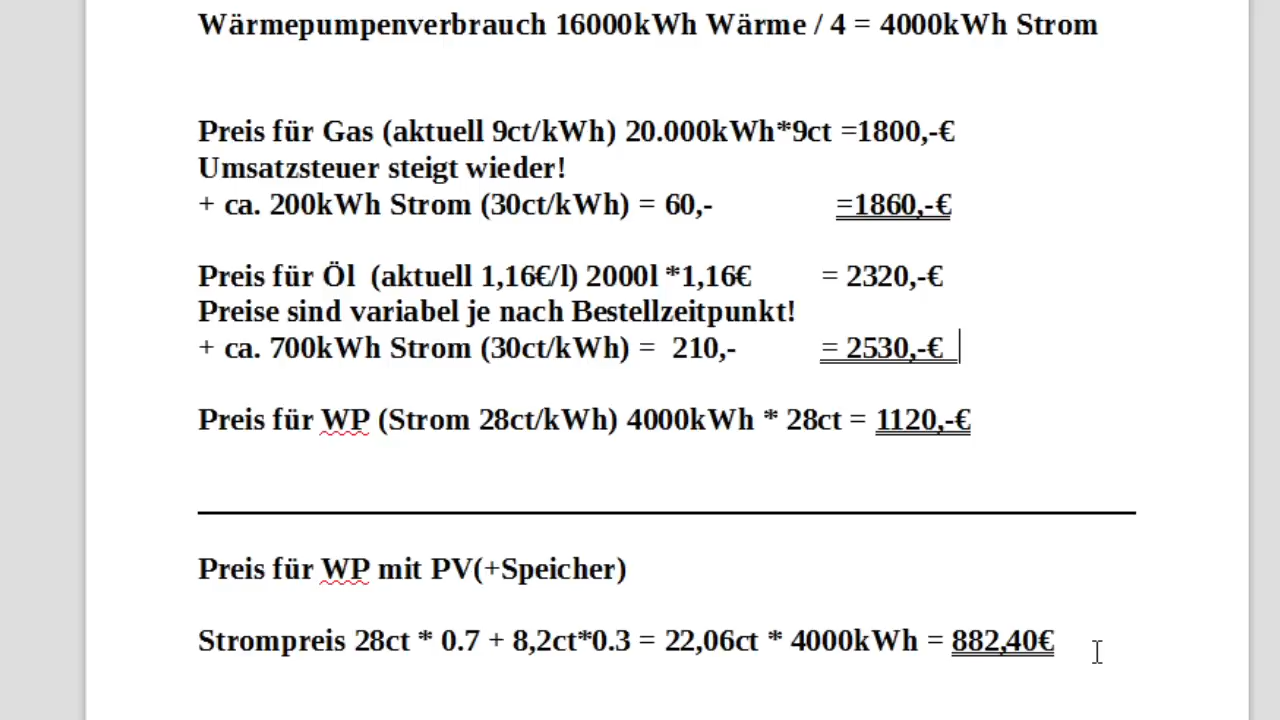 Wärmepumpenverbrauch 16000kWh Wärme / 4 = 4000kWh Strom
Preis für Gas (aktuell 9ct/kWh) 20.000kWh*9ct =1800,-€
Umsatzsteuer steigt wieder!
+ ca. 200kWh Strom (30ct/kWh) = 60,- =1860,-€
Preis für Öl (aktuell 1,16€/l) 2000l *1,16€ = 2320,-€
Preise sind variabel je nach Bestellzeitpunkt!
+ ca. 700kWh Strom (30ct/kWh) = 210,- = 2530,-€
Preis für WP (Strom 28ct/kWh) 4000kWh * 28ct = 1120,-€
Preis für WP mit PV(+Speicher)
Strompreis 28ct * 0.7 + 8,2ct*0.3 = 22,06ct * 4000kWh = 882,40€